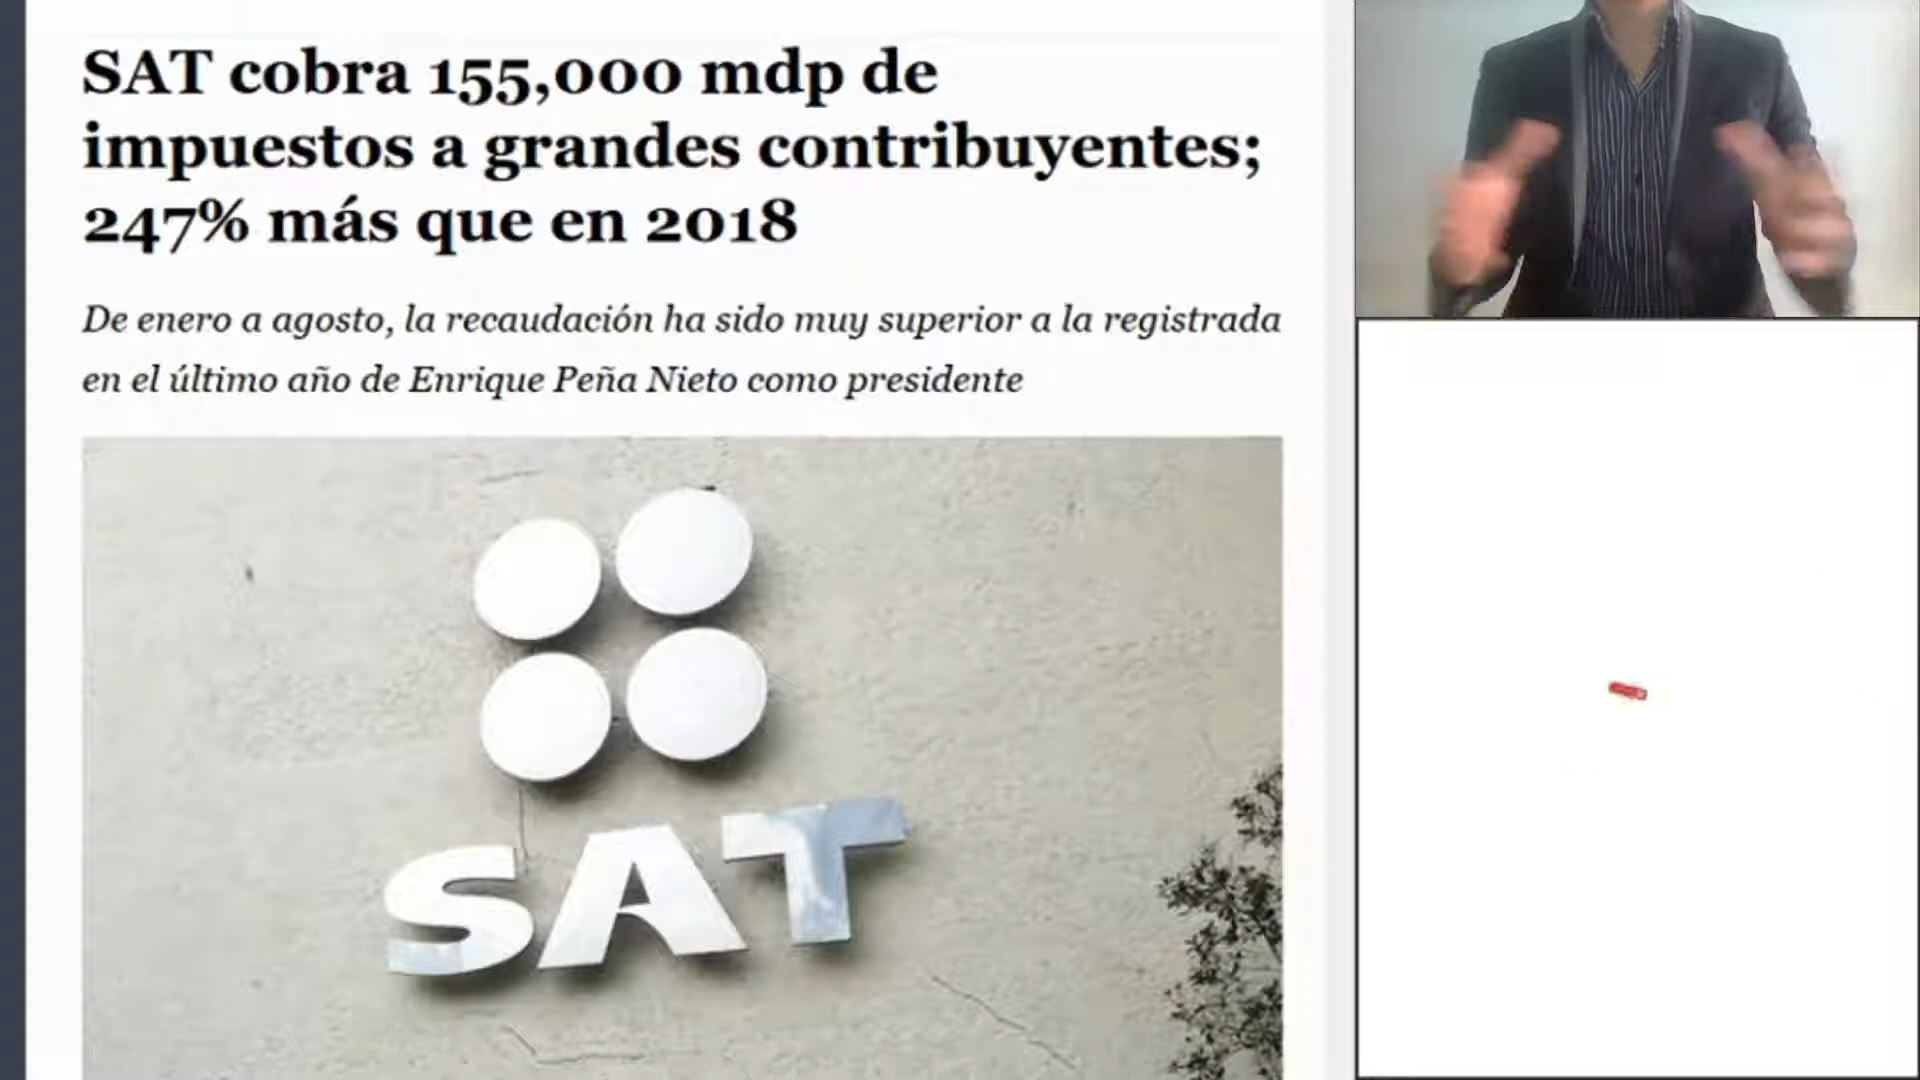 SAT cobra 155,000 mdp de
impuestos a grandes contribuyentes;
247% más que en 2018
De enero a agosto, la recaudación ha sido muy superior a la registrada
en el último año de Enrique Peña Nieto como presidente
SAT